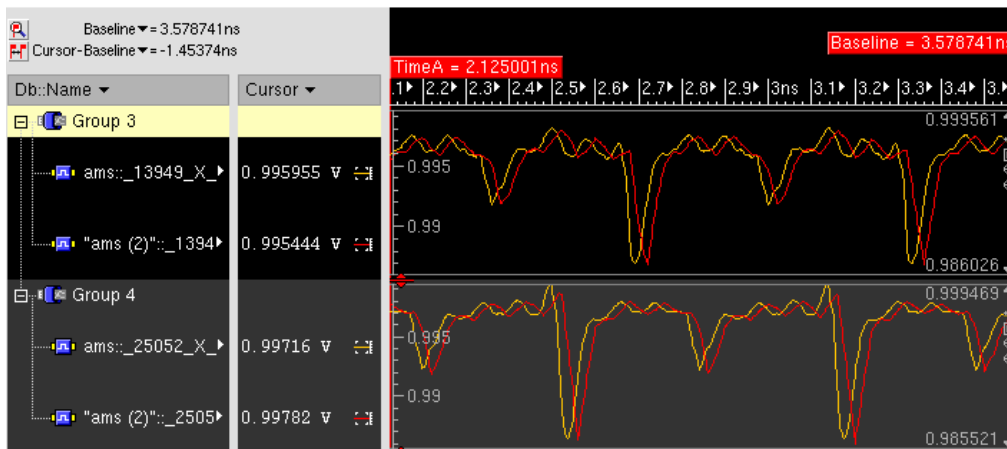 Baseline▾= 3.578741ns
Cursor-Baseline▾= -1.45374ns
Baseline = 3.578741ns
TimeA = 2.125001ns
Db::Name ▾
Cursor ▾
.1 2.2 2.3 2.4 2.5 2.6 2.7 2.8 2.9 3ns 3.1 3.2 3.3 3.4 3.
Group 3
0.999561
ams::_13949_X_
0.995955 V
0.995
"ams (2)"::_1394
0.995444 V
0.99
0.986026
Group 4
0.999469
ams::_25052_X_
0.99716 V
0.995
"ams (2)"::_2505
0.99782 V
0.99
0.985521